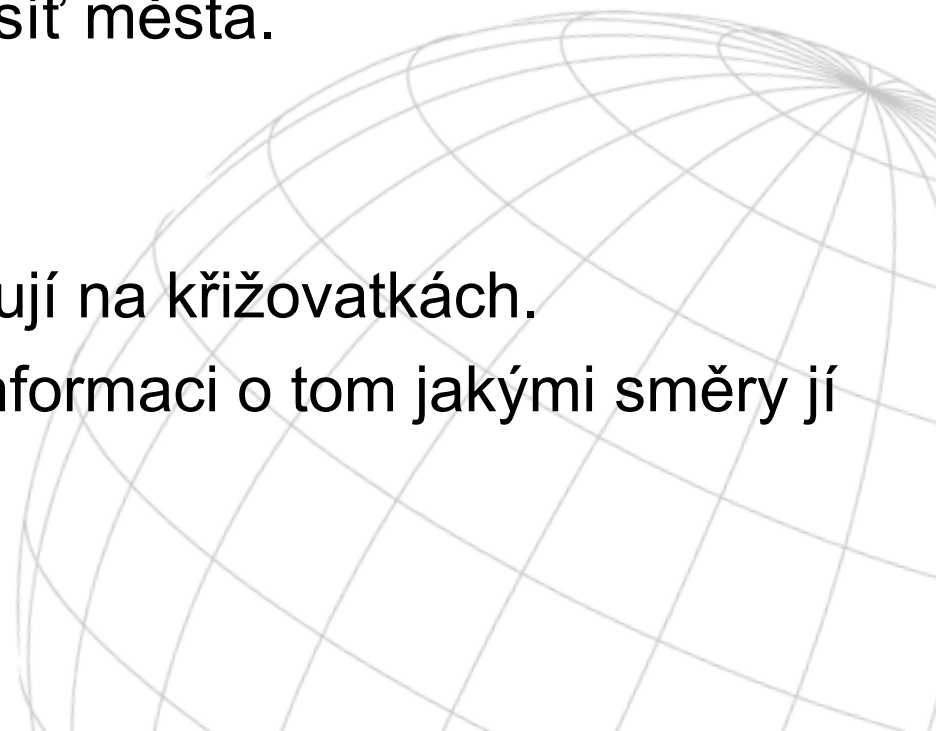 síť města.
ují na křižovatkách.
nformaci o tom jakými směry jí